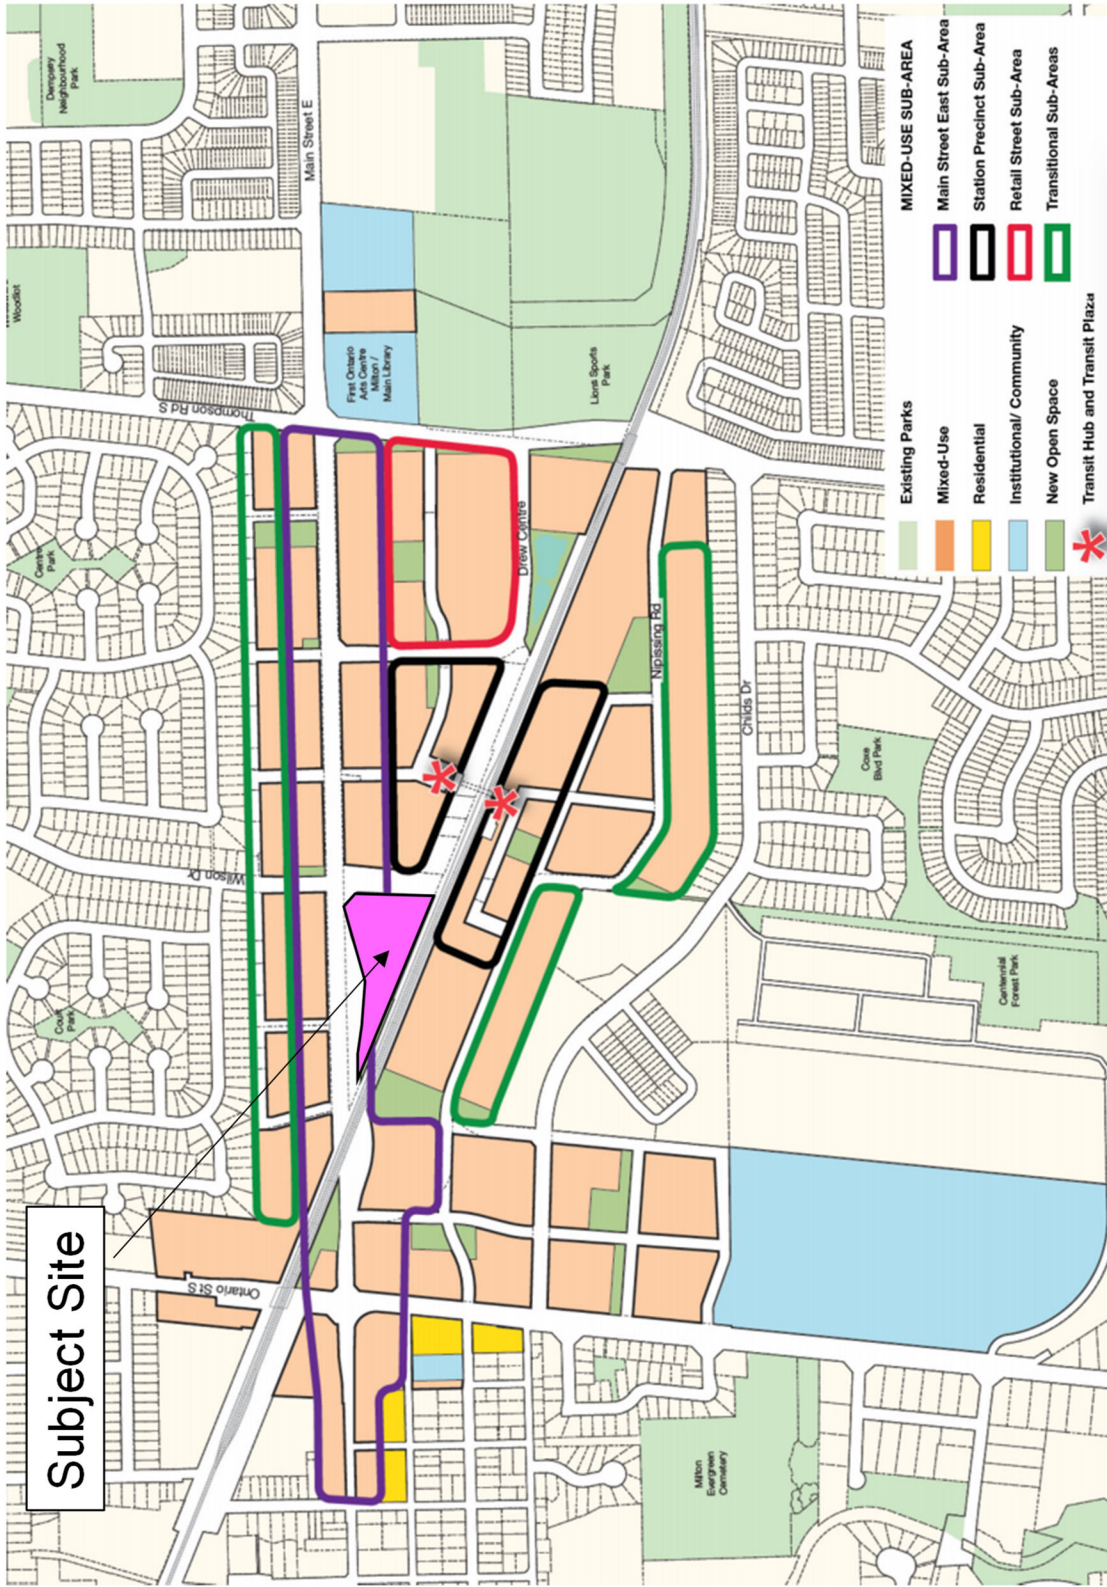 Subject Site
Dempsey
Neighbourhood
Park
Woodlot
Main Street E
Thompson Rd S
First Ontario
Arts Centre
Milton /
Main Library
Lions Sports
Park
Centre
Park
Drew Centre
Nipissing Rd
Childs Dr
Coxe
Blvd Park
Wilson Dr
Court
Park
Centennial
Forest Park
Ontario St S
Milton
Evergreen
Cemetery
Existing Parks
Mixed-Use
Residential
Institutional/ Community
New Open Space
Transit Hub and Transit Plaza
MIXED-USE SUB-AREA
Main Street East Sub-Area
Station Precinct Sub-Area
Retail Street Sub-Area
Transitional Sub-Areas